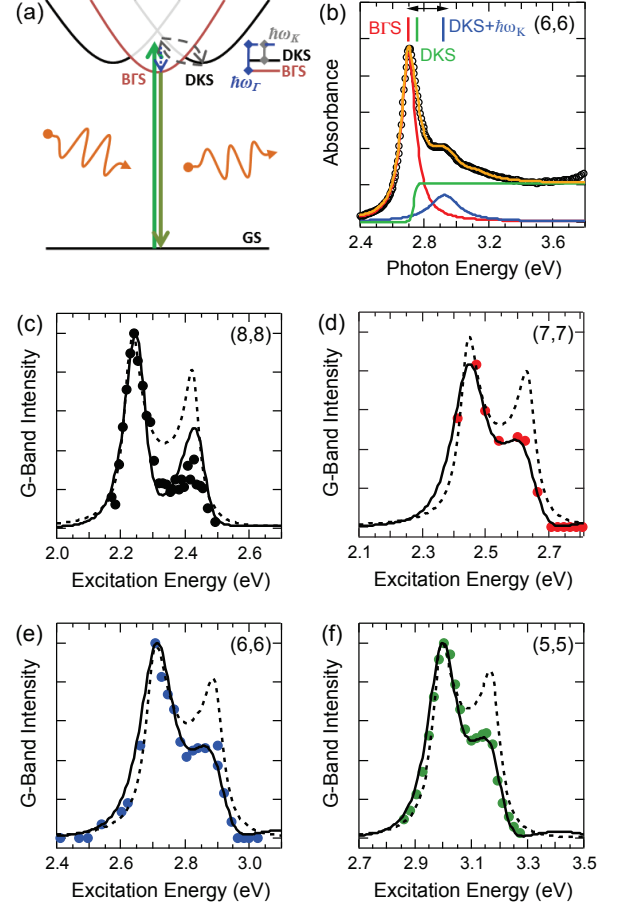 (a)
ħω_K
DKS
BΓS
ħω_Γ
BΓS
DKS
GS
(b)
BΓS
DKS+ħω_K
(6,6)
DKS
Absorbance
2.4 2.8 3.2 3.6
Photon Energy (eV)
(c)
(8,8)
G-Band Intensity
2.0 2.2 2.4 2.6
Excitation Energy (eV)
(d)
(7,7)
G-Band Intensity
2.1 2.3 2.5 2.7
Excitation Energy (eV)
(e)
(6,6)
G-Band Intensity
2.4 2.6 2.8 3.0
Excitation Energy (eV)
(f)
(5,5)
G-Band Intensity
2.7 2.9 3.1 3.3 3.5
Excitation Energy (eV)